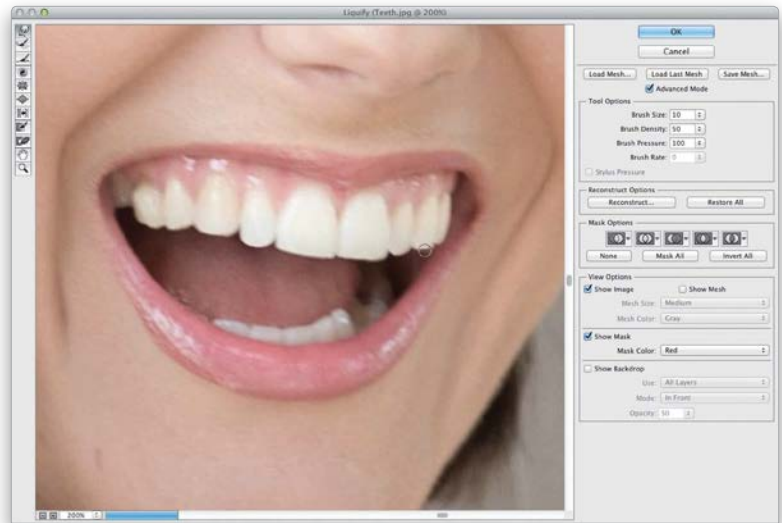 Liquify (Teeth.jpg @ 200%)
OK
Cancel
Load Mesh... Load Last Mesh Save Mesh...
Advanced Mode
Tool Options
Brush Size: 10
Brush Density: 50
Brush Pressure: 100
Brush Rate: 0
Stylus Pressure
Reconstruct Options
Reconstruct... Restore All
Mask Options
None Mask All Invert All
View Options
Show Image Show Mesh
Mesh Size: Medium
Mesh Color: Gray
Show Mask
Mask Color: Red
Show Backdrop
Use: All Layers
Mode: In Front
Opacity: 50
200%